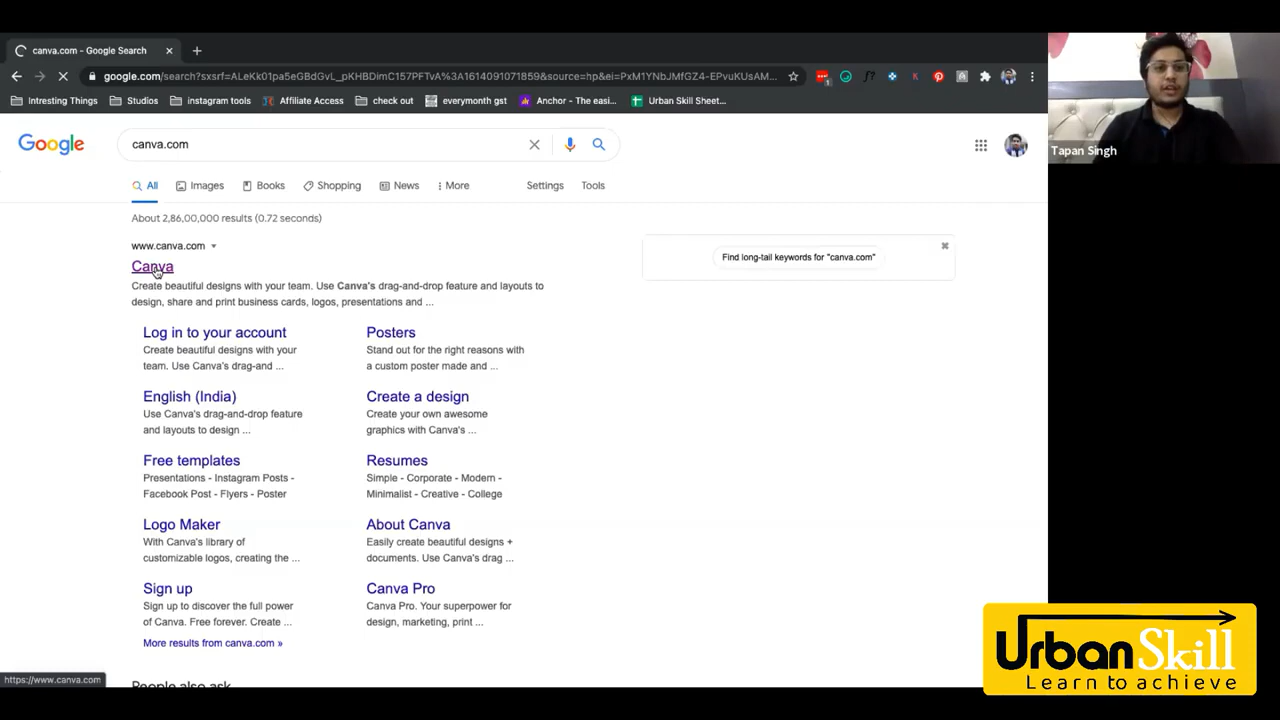 canva.com - Google Search
google.com/search?sxsrf=ALeKk01pa5eGBdGvL_pKHBDimC157PFTvA%3A1614091071859&source=hp&ei=PxM1YNbJMfGZ4-EPvuKUsAM...
Intresting Things
Studios
instagram tools
Affiliate Access
check out
everymonth gst
Anchor - The easi...
Urban Skill Sheet...
Tapan Singh
Google
canva.com
All
Images
Books
Shopping
News
More
Settings
Tools
About 2,86,00,000 results (0.72 seconds)
www.canva.com
Canva
Create beautiful designs with your team. Use Canva's drag-and-drop feature and layouts to
design, share and print business cards, logos, presentations and ...
Find long-tail keywords for "canva.com"
Log in to your account
Create beautiful designs with your
team. Use Canva's drag-and ...
Posters
Stand out for the right reasons with
a custom poster made and ...
English (India)
Use Canva's drag-and-drop feature
and layouts to design ...
Create a design
Create your own awesome
graphics with Canva's ...
Free templates
Presentations - Instagram Posts -
Facebook Post - Flyers - Poster
Resumes
Simple - Corporate - Modern -
Minimalist - Creative - College
Logo Maker
With Canva's library of
customizable logos, creating the ...
About Canva
Easily create beautiful designs +
documents. Use Canva's drag ...
Sign up
Sign up to discover the full power
of Canva. Free forever. Create ...
Canva Pro
Canva Pro. Your superpower for
design, marketing, print ...
More results from canva.com »
https://www.canva.com
People also ask
UrbanSkill
Learn to achieve